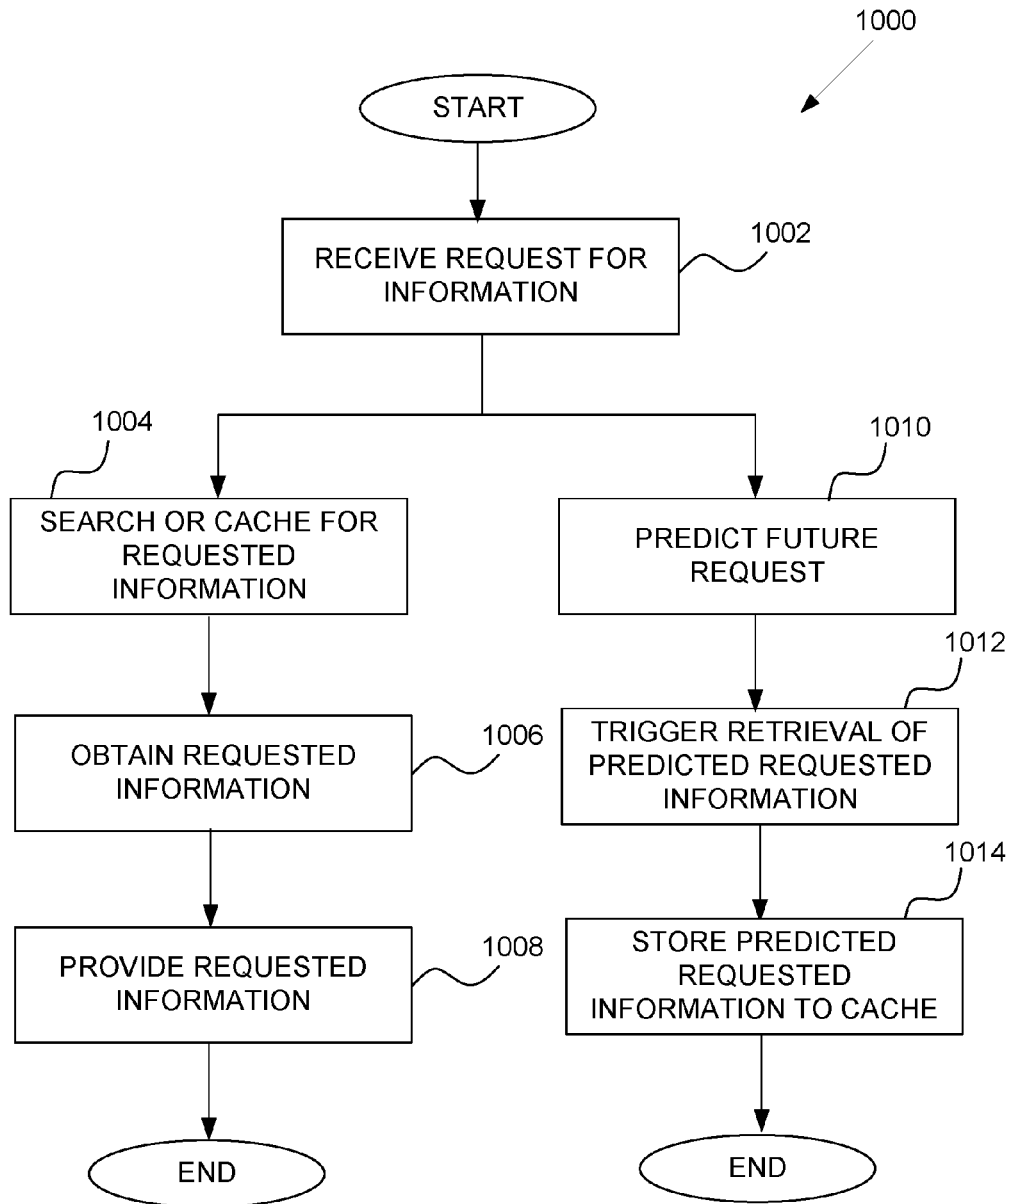 1000
START
RECEIVE REQUEST FOR
INFORMATION
1002
1004
SEARCH OR CACHE FOR
REQUESTED
INFORMATION
OBTAIN REQUESTED
INFORMATION
1006
PROVIDE REQUESTED
INFORMATION
1008
END
1010
PREDICT FUTURE
REQUEST
1012
TRIGGER RETRIEVAL OF
PREDICTED REQUESTED
INFORMATION
1014
STORE PREDICTED
REQUESTED
INFORMATION TO CACHE
END